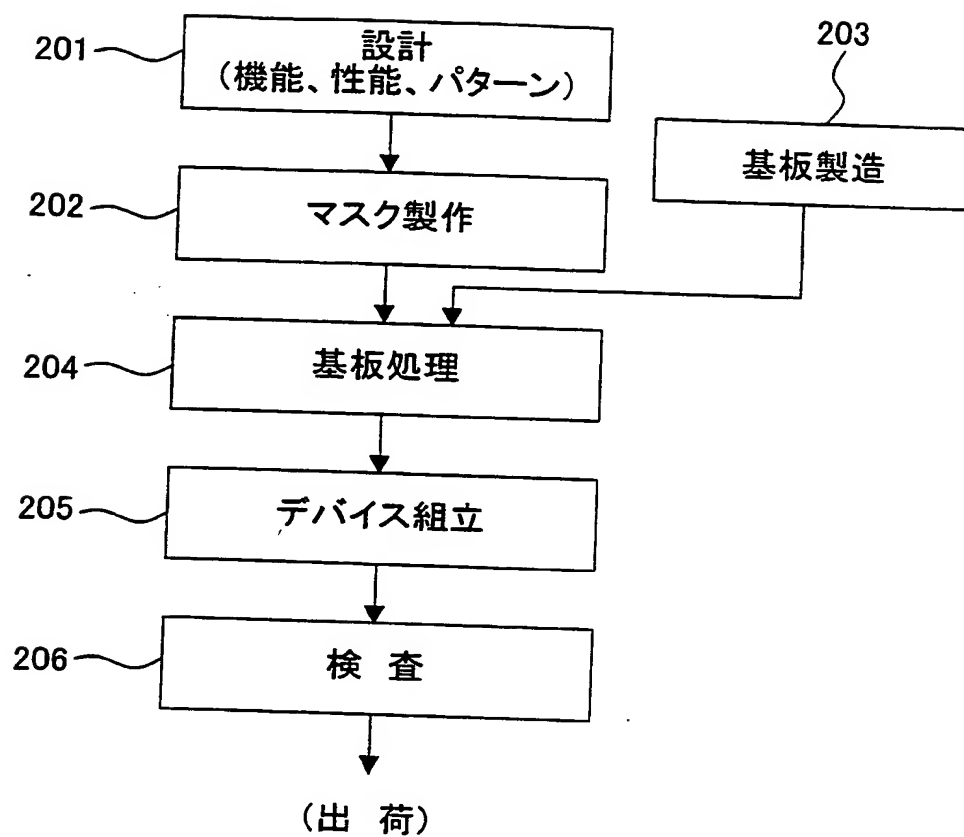 201
設計
(機能、性能、パターン)
203
基板製造
202
マスク製作
204
基板処理
205
デバイス組立
206
検 査
(出 荷)